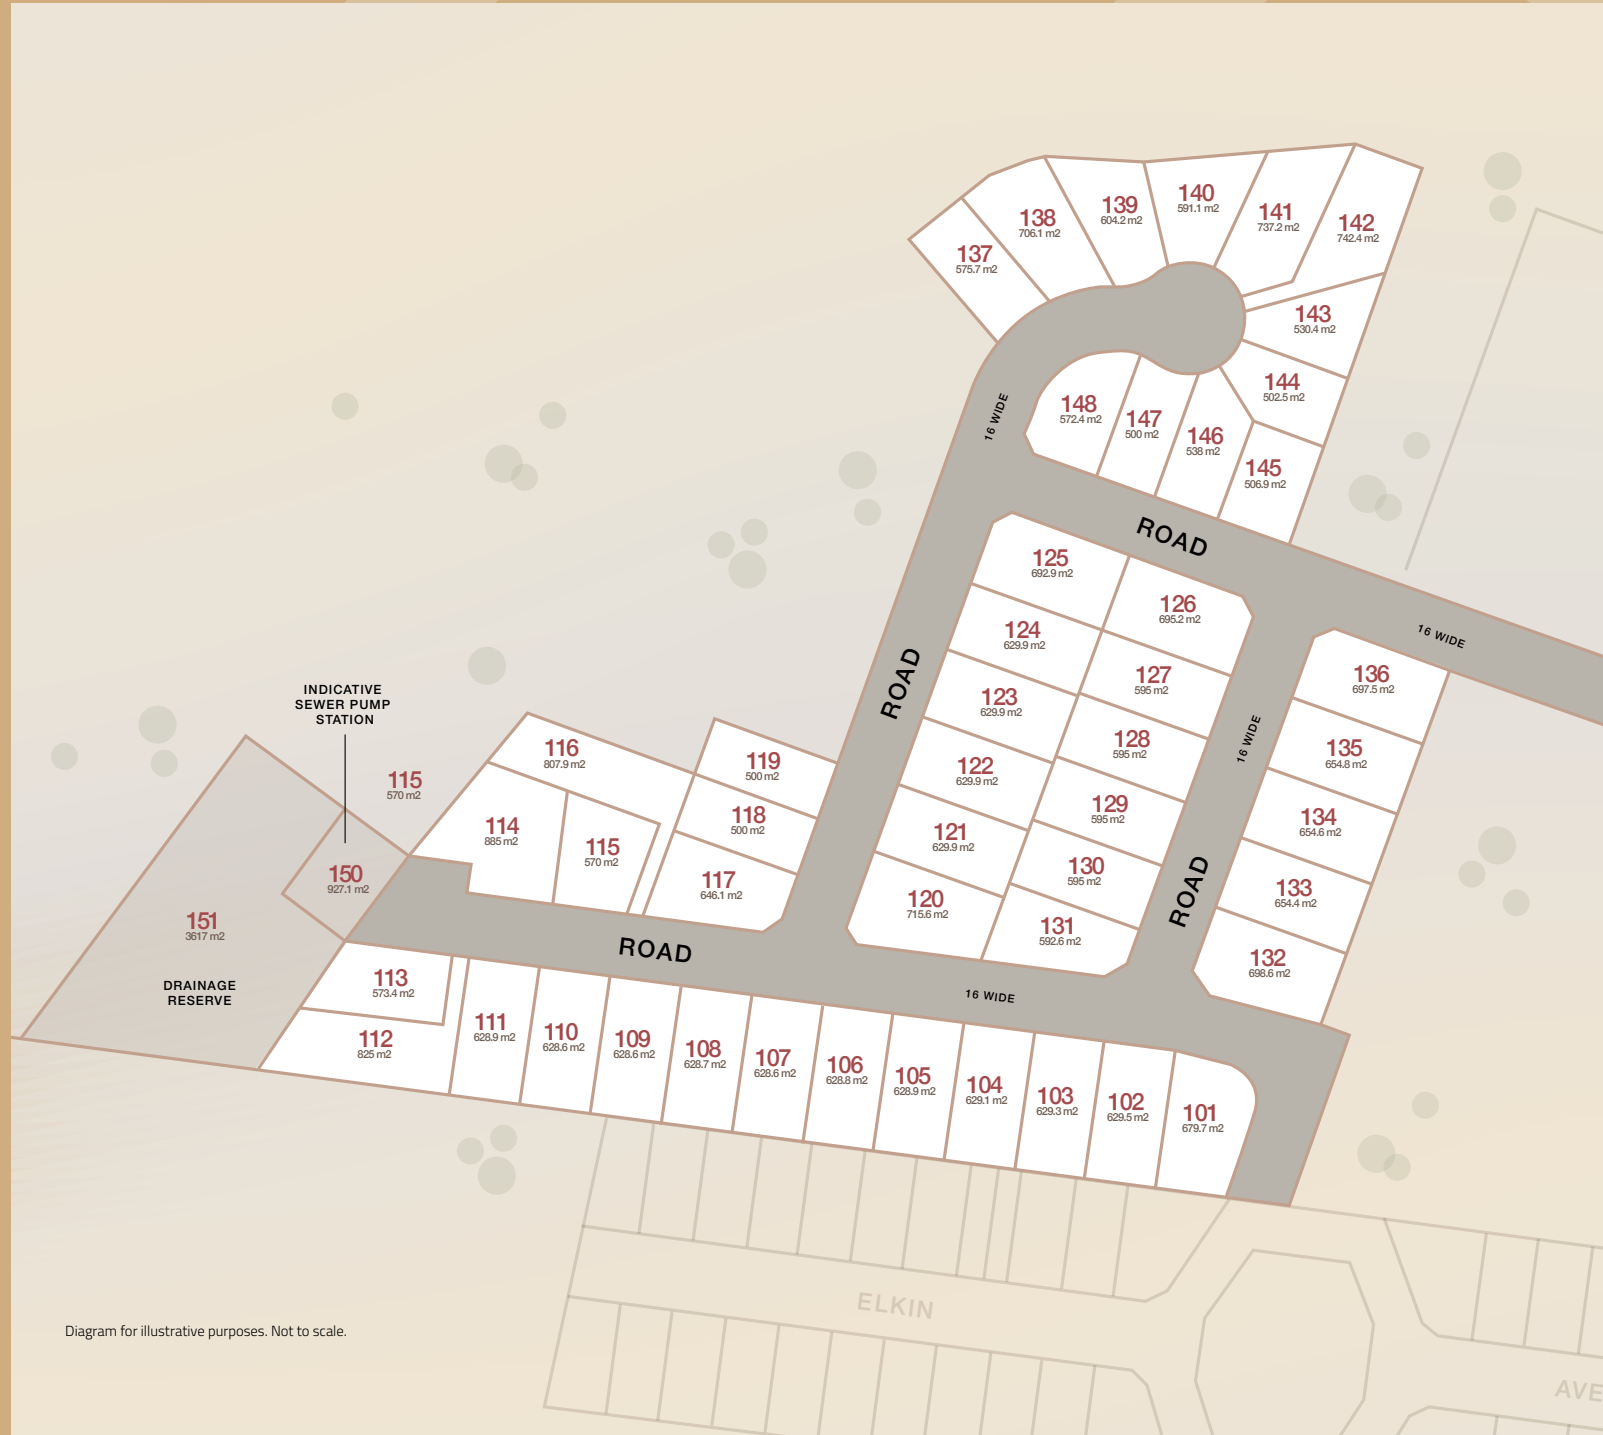 140
591.1 m2
139
604.2 m2
141
737.2 m2
138
706.1 m2
142
742.4 m2
137
575.7 m2
143
530.4 m2
144
502.5 m2
148
572.4 m2
147
500 m2
146
538 m2
145
506.9 m2
16 WIDE
ROAD
125
692.9 m2
126
695.2 m2
124
629.9 m2
16 WIDE
127
595 m2
136
697.5 m2
ROAD
123
629.9 m2
128
595 m2
16 WIDE
135
654.8 m2
INDICATIVE
SEWER PUMP
STATION
116
807.9 m2
119
500 m2
122
629.9 m2
115
570 m2
129
595 m2
118
500 m2
134
654.6 m2
114
885 m2
115
570 m2
121
629.9 m2
130
595 m2
150
927.1 m2
117
646.1 m2
133
654.4 m2
ROAD
120
715.6 m2
151
3617 m2
131
592.6 m2
ROAD
132
698.6 m2
113
573.4 m2
DRAINAGE
RESERVE
16 WIDE
112
825 m2
111
628.9 m2
110
628.6 m2
109
628.6 m2
108
628.7 m2
107
628.6 m2
106
628.8 m2
105
628.9 m2
104
629.1 m2
103
629.3 m2
102
629.5 m2
101
679.7 m2
ELKIN
Diagram for illustrative purposes. Not to scale.
AVE